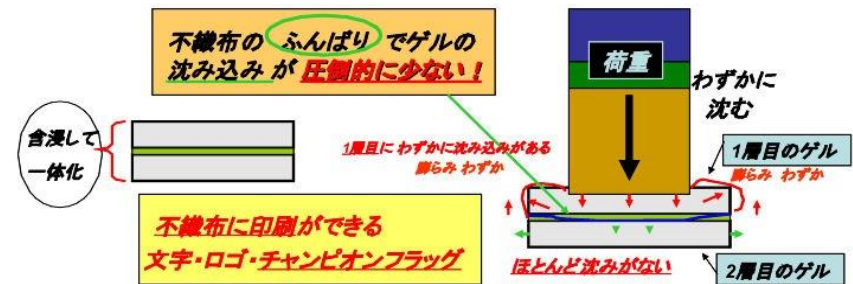 不織布の ふんばり でゲルの
沈み込み が 圧倒的に少ない！
荷重
わずかに
沈む
含浸して
一体化
1層目に わずかに沈み込みがある
膨らみ わずか
1層目のゲル
膨らみ わずか
不織布に印刷ができる
文字・ロゴ・チャンピオンフラッグ
ほとんど沈みがない
2層目のゲル